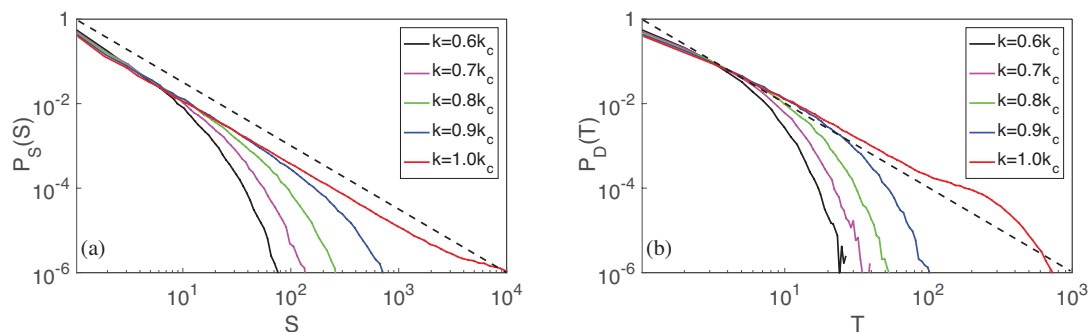 1
10^-2
10^-4
10^-6
P_S(S)
(a)
10^1
10^2
10^3
10^4
S
k=0.6k_c
k=0.7k_c
k=0.8k_c
k=0.9k_c
k=1.0k_c
1
10^-2
10^-4
10^-6
P_D(T)
(b)
10^1
10^2
10^3
T
k=0.6k_c
k=0.7k_c
k=0.8k_c
k=0.9k_c
k=1.0k_c